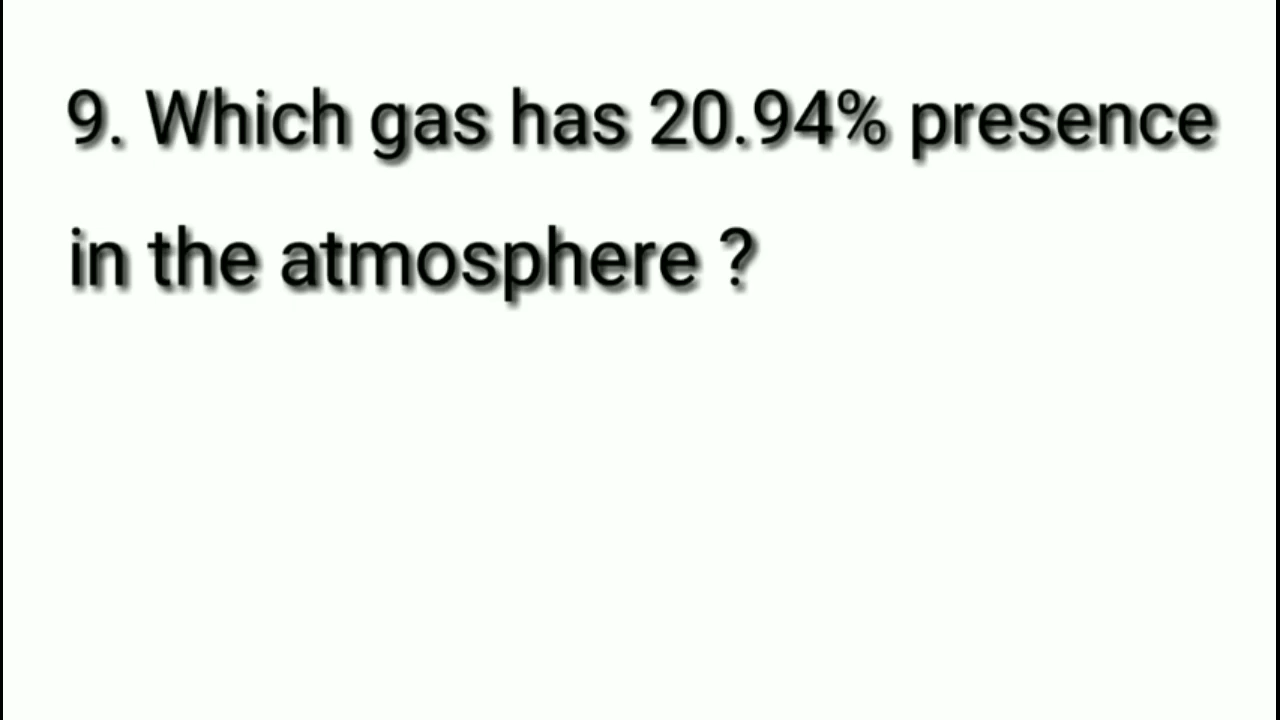 9. Which gas has 20.94% presence
in the atmosphere ?